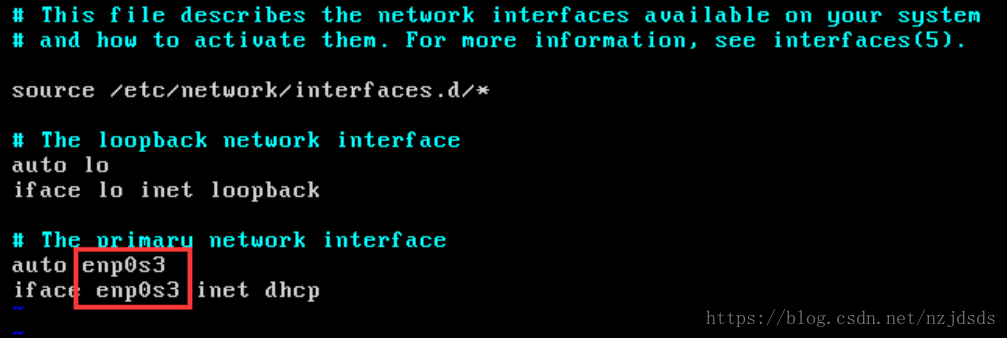 # This file describes the network interfaces available on your system
# and how to activate them. For more information, see interfaces(5).
source /etc/network/interfaces.d/*
# The loopback network interface
auto lo
iface lo inet loopback
# The primary network interface
auto enp0s3
iface enp0s3 inet dhcp
~
~
https://blog.csdn.net/nzjdsds